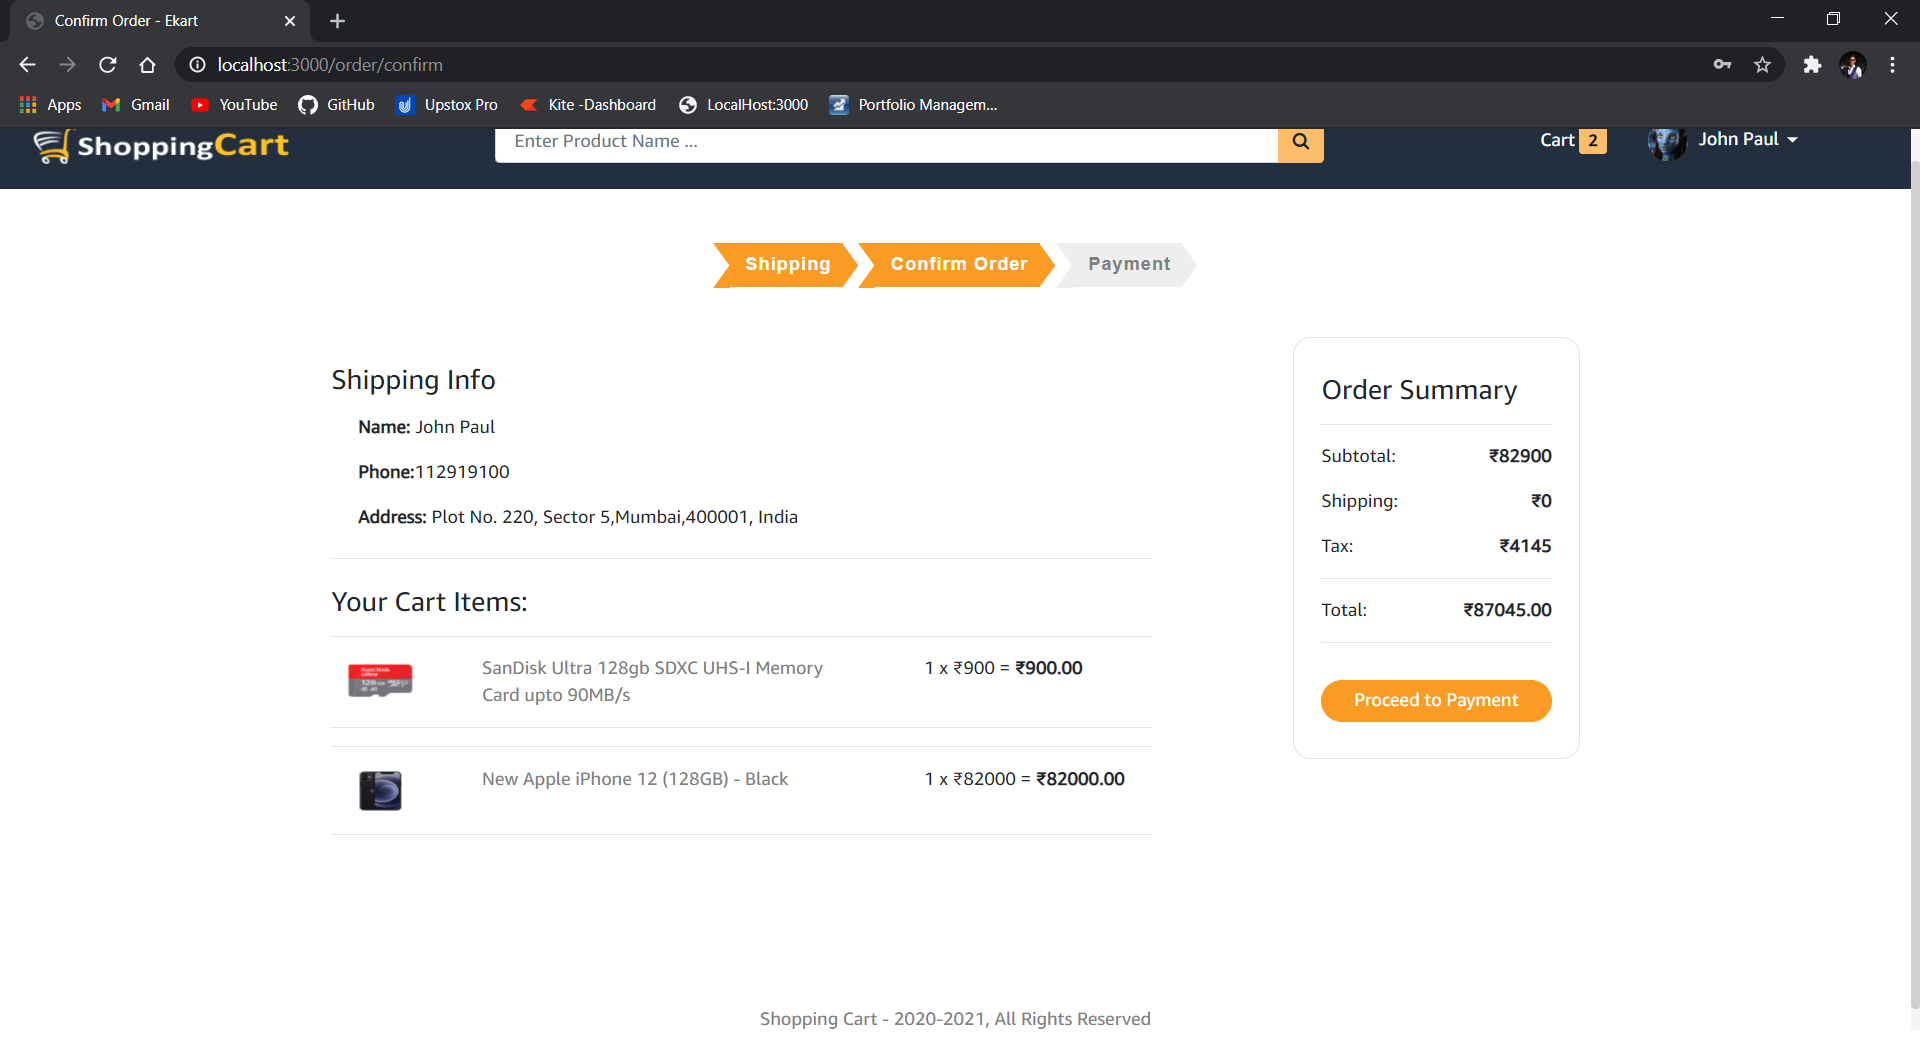 Confirm Order - Ekart
localhost:3000/order/confirm
Apps Gmail YouTube GitHub Upstox Pro Kite -Dashboard LocalHost:3000 Portfolio Managem...
ShoppingCart Enter Product Name ... Cart 2 John Paul
Shipping Confirm Order Payment
Shipping Info
Name: John Paul
Phone:112919100
Address: Plot No. 220, Sector 5,Mumbai,400001, India
Your Cart Items:
SanDisk Ultra 128gb SDXC UHS-I Memory
Card upto 90MB/s
1 x ₹900 = ₹900.00
New Apple iPhone 12 (128GB) - Black
1 x ₹82000 = ₹82000.00
Order Summary
Subtotal: ₹82900
Shipping: ₹0
Tax: ₹4145
Total: ₹87045.00
Proceed to Payment
Shopping Cart - 2020-2021, All Rights Reserved